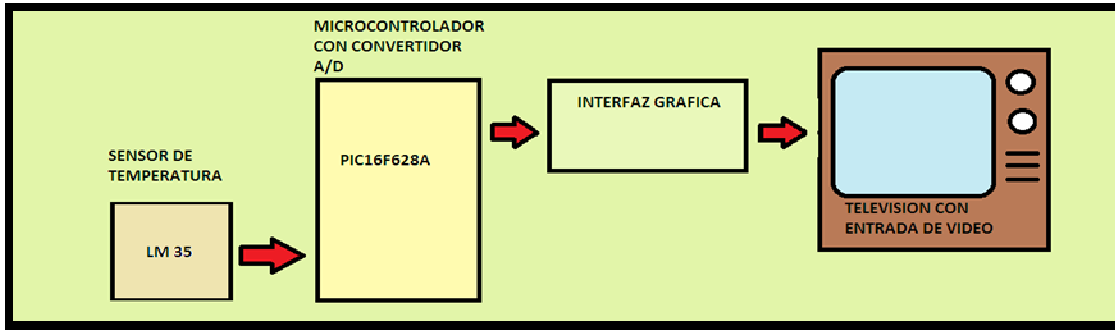 SENSOR DE
TEMPERATURA
LM 35
MICROCONTROLADOR
CON CONVERTIDOR
A/D
PIC16F628A
INTERFAZ GRAFICA
TELEVISION CON
ENTRADA DE VIDEO